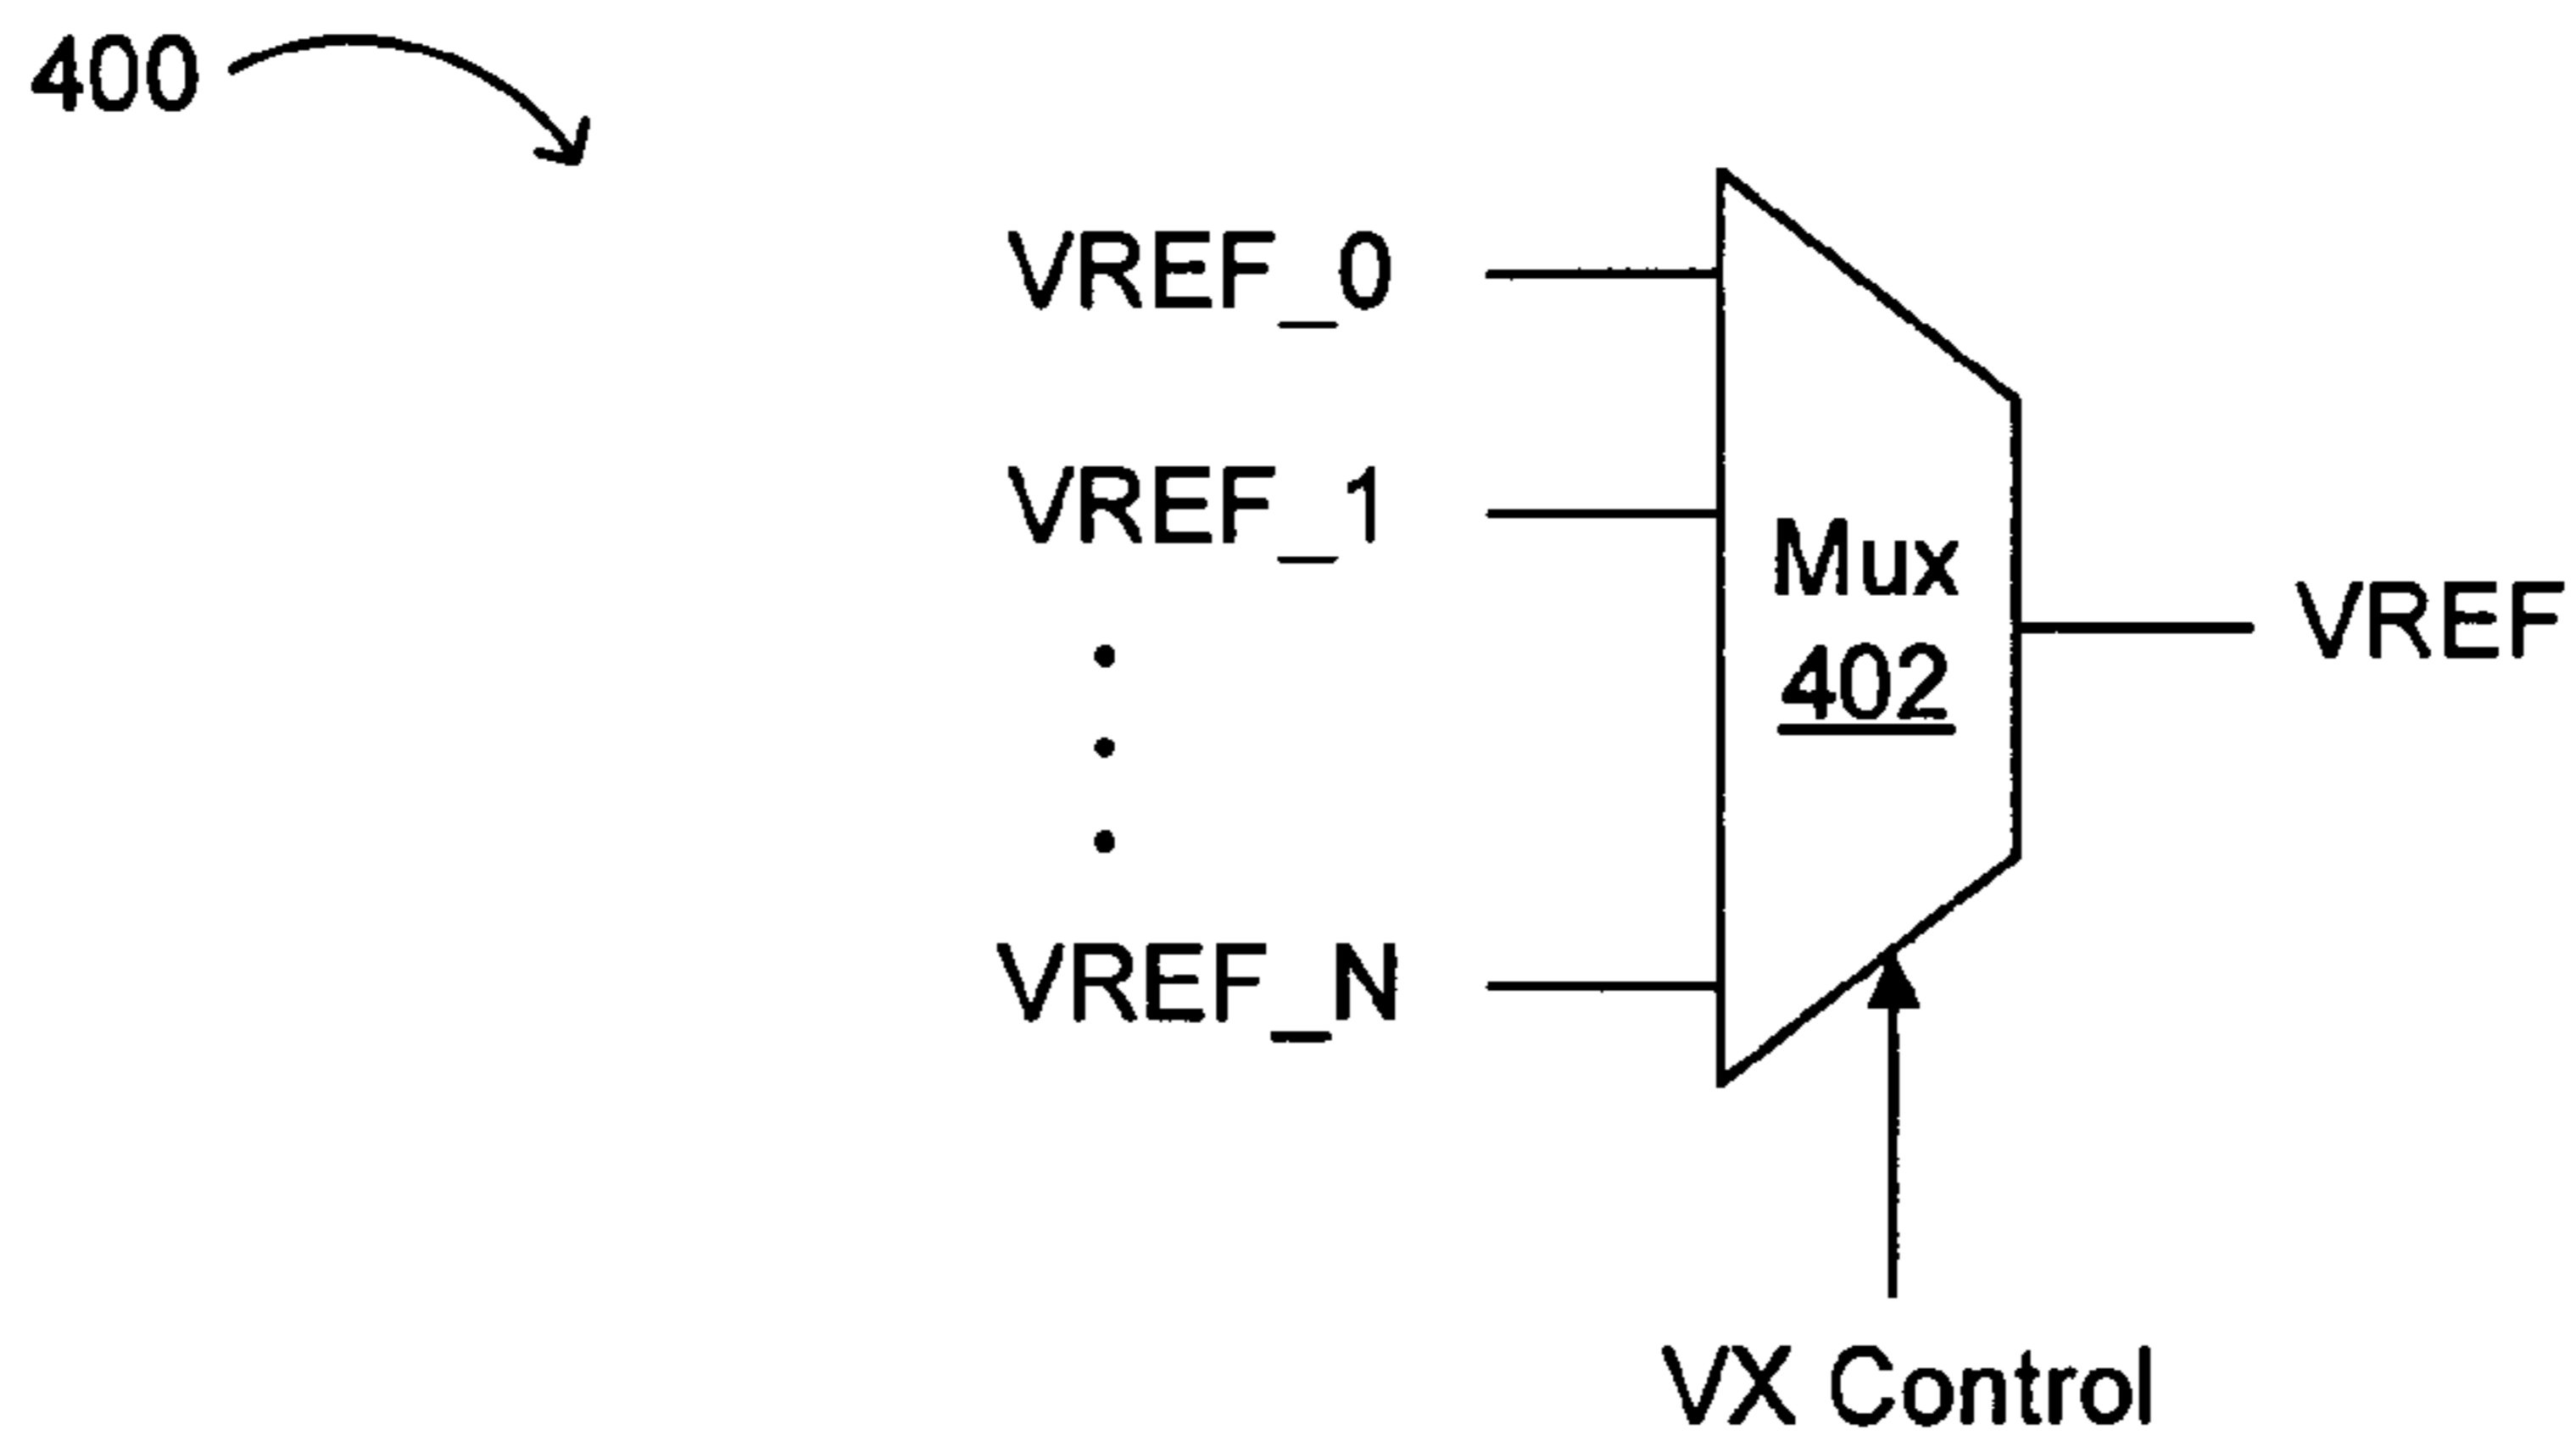 400
VREF_0
VREF_1
Mux
402
VREF
VREF_N
VX Control